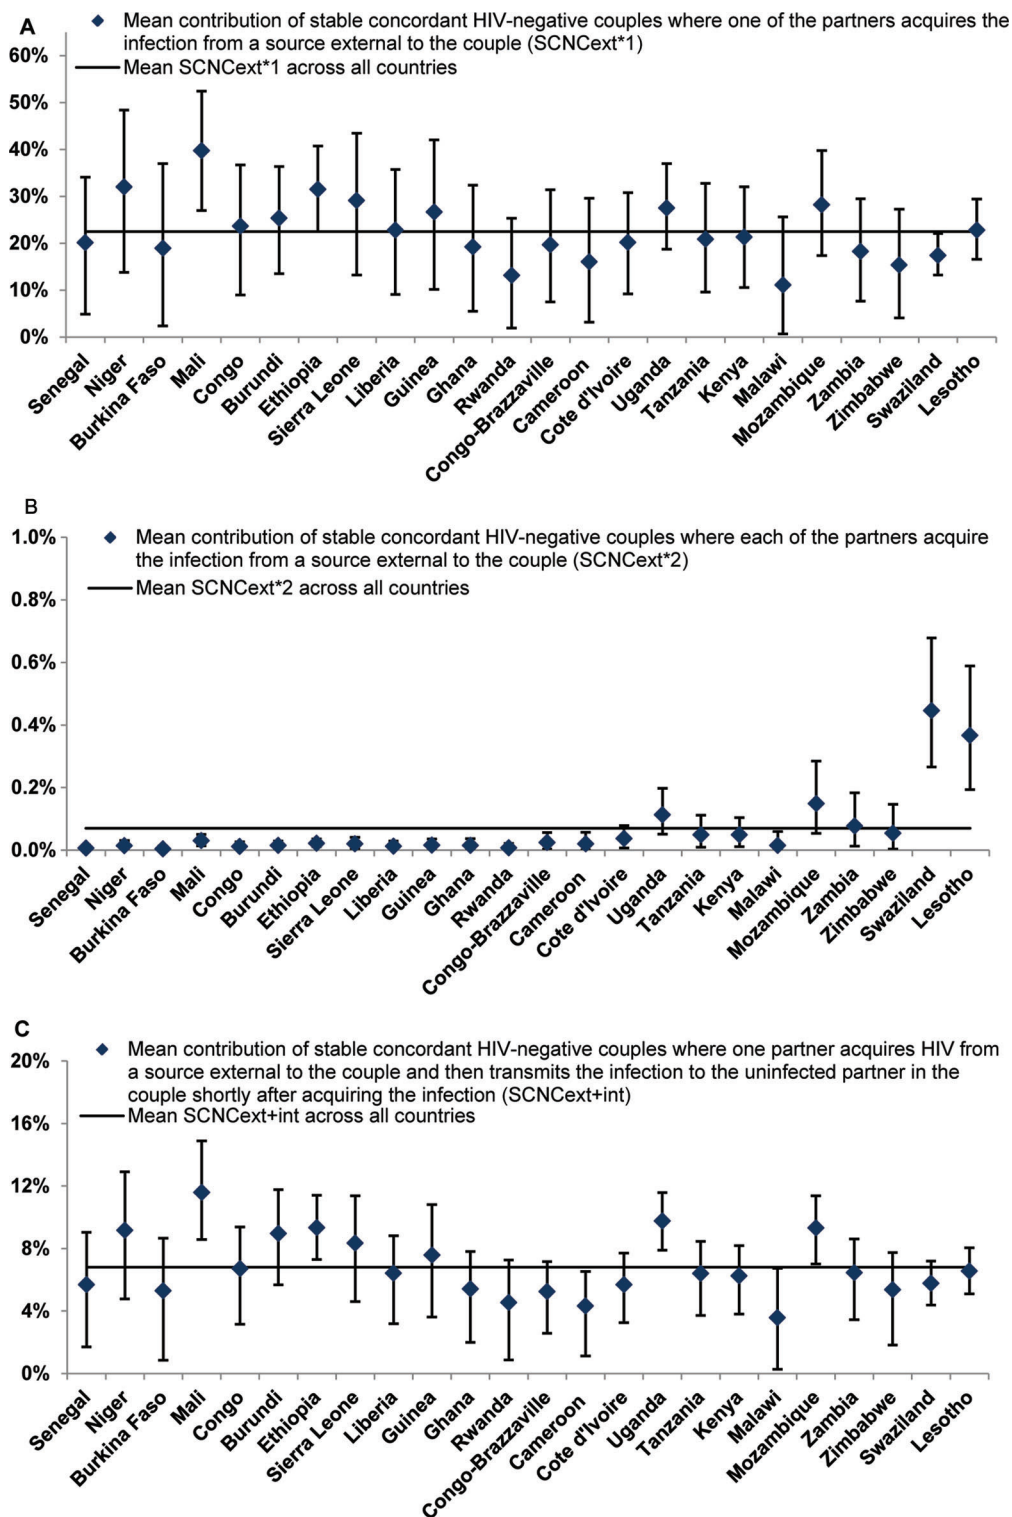 A
Mean contribution of stable concordant HIV-negative couples where one of the partners acquires the
infection from a source external to the couple (SCNCext*1)
Mean SCNCext*1 across all countries
60%
50%
40%
30%
20%
10%
0%
Senegal
Niger
Burkina Faso
Mali
Congo
Burundi
Ethiopia
Sierra Leone
Liberia
Guinea
Ghana
Rwanda
Congo-Brazzaville
Cameroon
Cote d'Ivoire
Uganda
Tanzania
Kenya
Malawi
Mozambique
Zambia
Zimbabwe
Swaziland
Lesotho
B
Mean contribution of stable concordant HIV-negative couples where each of the partners acquire
the infection from a source external to the couple (SCNCext*2)
Mean SCNCext*2 across all countries
1.0%
0.8%
0.6%
0.4%
0.2%
0.0%
Senegal
Niger
Burkina Faso
Mali
Congo
Burundi
Ethiopia
Sierra Leone
Liberia
Guinea
Ghana
Rwanda
Congo-Brazzaville
Cameroon
Cote d'Ivoire
Uganda
Tanzania
Kenya
Malawi
Mozambique
Zambia
Zimbabwe
Swaziland
Lesotho
C
Mean contribution of stable concordant HIV-negative couples where one partner acquires HIV from
a source external to the couple and then transmits the infection to the uninfected partner in the
couple shortly after acquiring the infection (SCNCext+int)
Mean SCNCext+int across all countries
20%
16%
12%
8%
4%
0%
Senegal
Niger
Burkina Faso
Mali
Congo
Burundi
Ethiopia
Sierra Leone
Liberia
Guinea
Ghana
Rwanda
Congo-Brazzaville
Cameroon
Cote d'Ivoire
Uganda
Tanzania
Kenya
Malawi
Mozambique
Zambia
Zimbabwe
Swaziland
Lesotho